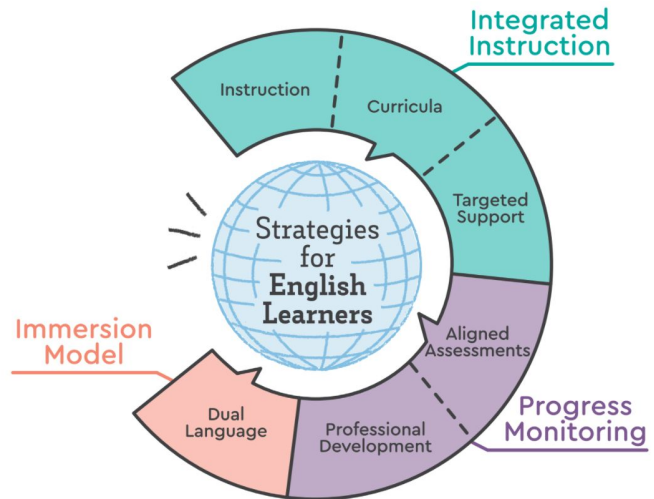 Integrated
Instruction
Instruction
Curricula
Targeted
Support
Strategies
for
English
Learners
Aligned
Assessments
Progress
Monitoring
Professional
Development
Immersion
Model
Dual
Language